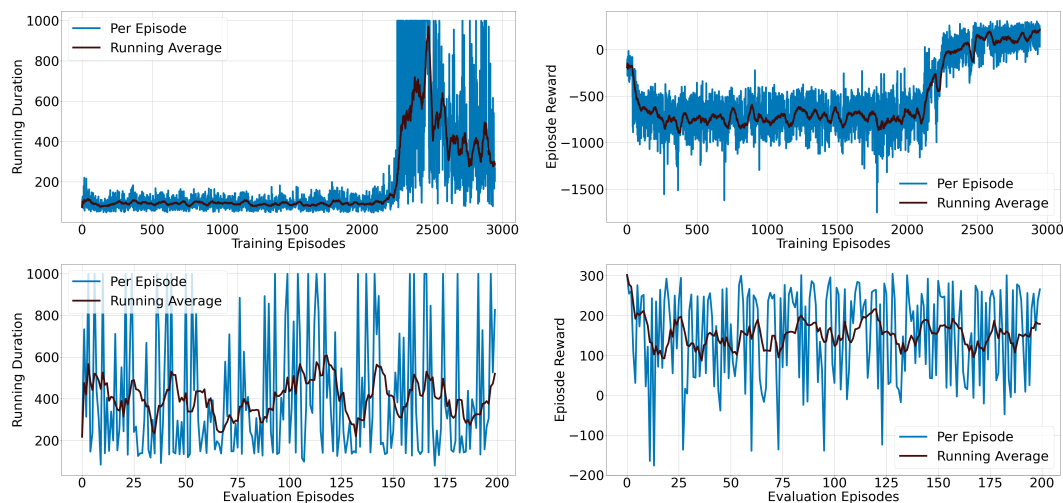 1000
800
600
400
200
Running Duration
Per Episode
Running Average
0 500 1000 1500 2000 2500 3000
Training Episodes
0
−500
−1000
−1500
Epiosde Reward
Per Episode
Running Average
0 500 1000 1500 2000 2500 3000
Training Episodes
1000
800
600
400
200
Running Duration
Per Episode
Running Average
0 25 50 75 100 125 150 175 200
Evaluation Episodes
300
200
100
0
−100
−200
Epiosde Reward
Per Episode
Running Average
0 25 50 75 100 125 150 175 200
Evaluation Episodes